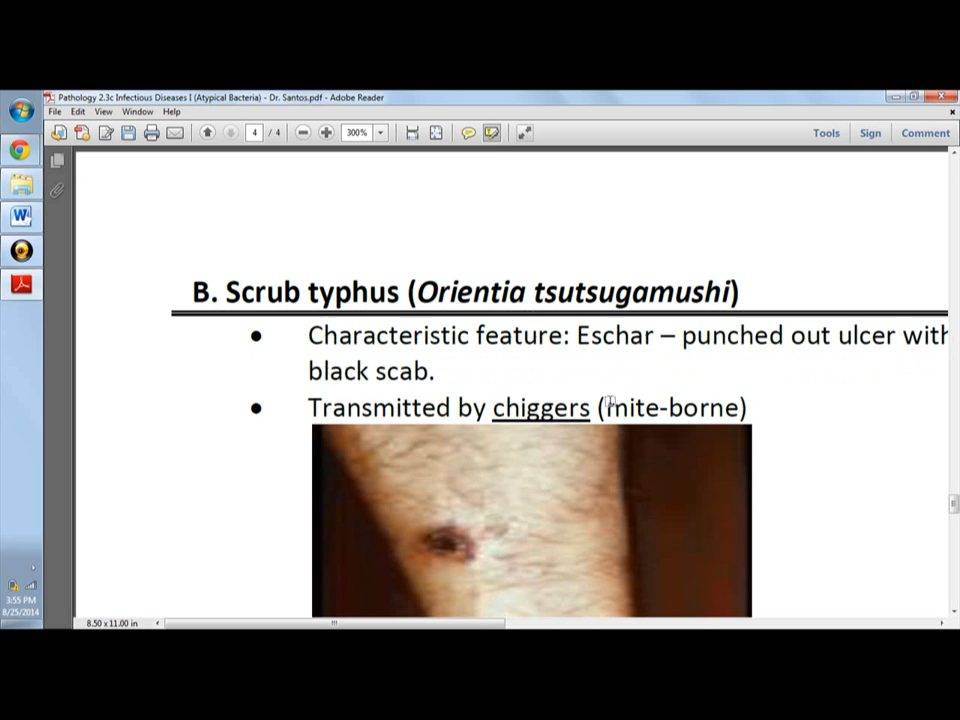 Pathology 2.3c Infectious Diseases I (Atypical Bacteria) - Dr. Santos.pdf - Adobe Reader
File Edit View Window Help
4 / 4 300% Tools Sign Comment
B. Scrub typhus (Orientia tsutsugamushi)
• Characteristic feature: Eschar – punched out ulcer with
black scab.
• Transmitted by chiggers (mite-borne)
3:55 PM
8/25/2014
8.50 x 11.00 in